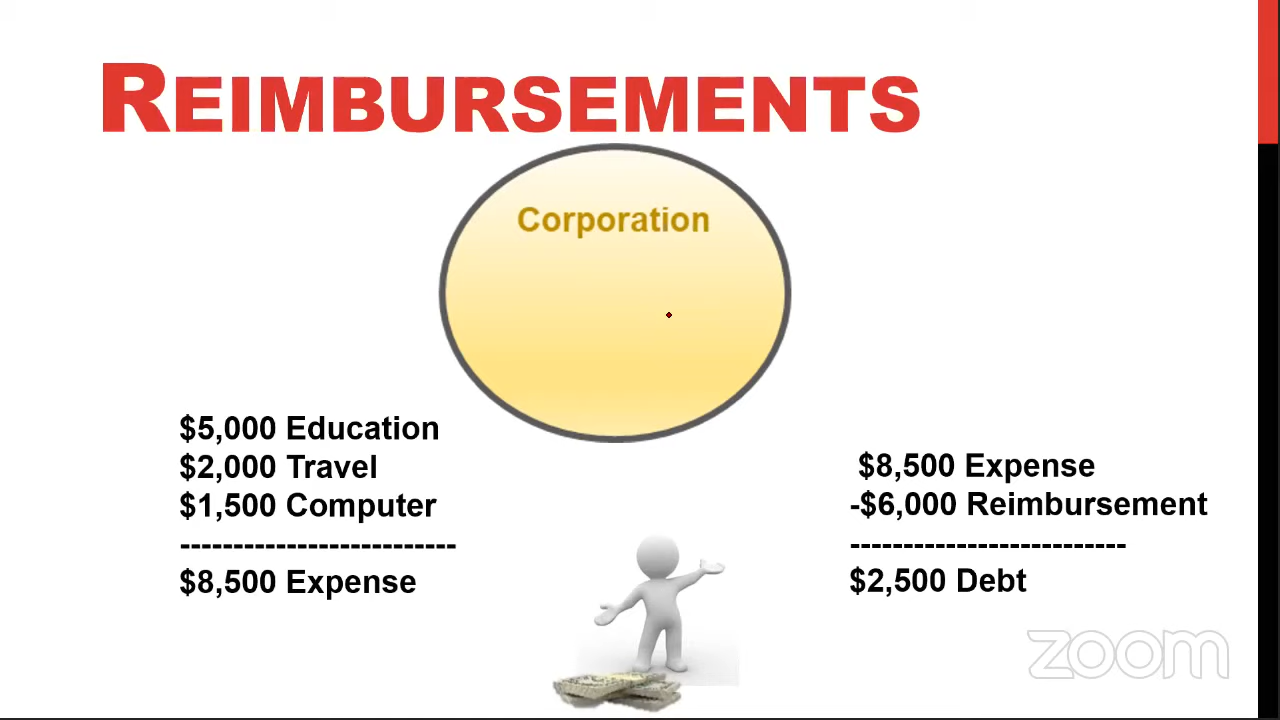 REIMBURSEMENTS
Corporation
$5,000 Education
$2,000 Travel
$1,500 Computer
--------------------------
$8,500 Expense
$8,500 Expense
-$6,000 Reimbursement
--------------------------
$2,500 Debt
zoom